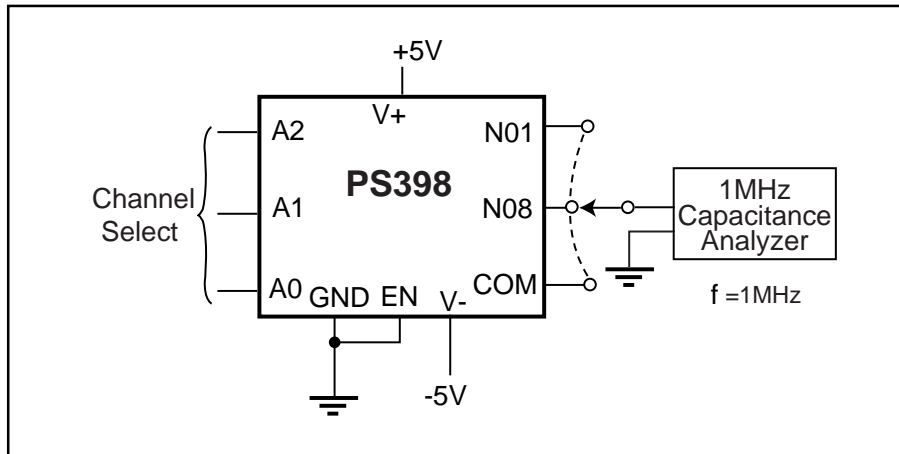 +5V
V+
A2
N01
PS398
Channel
Select
A1
N08
1MHz
Capacitance
Analyzer
A0
GND
EN
V-
COM
f =1MHz
-5V